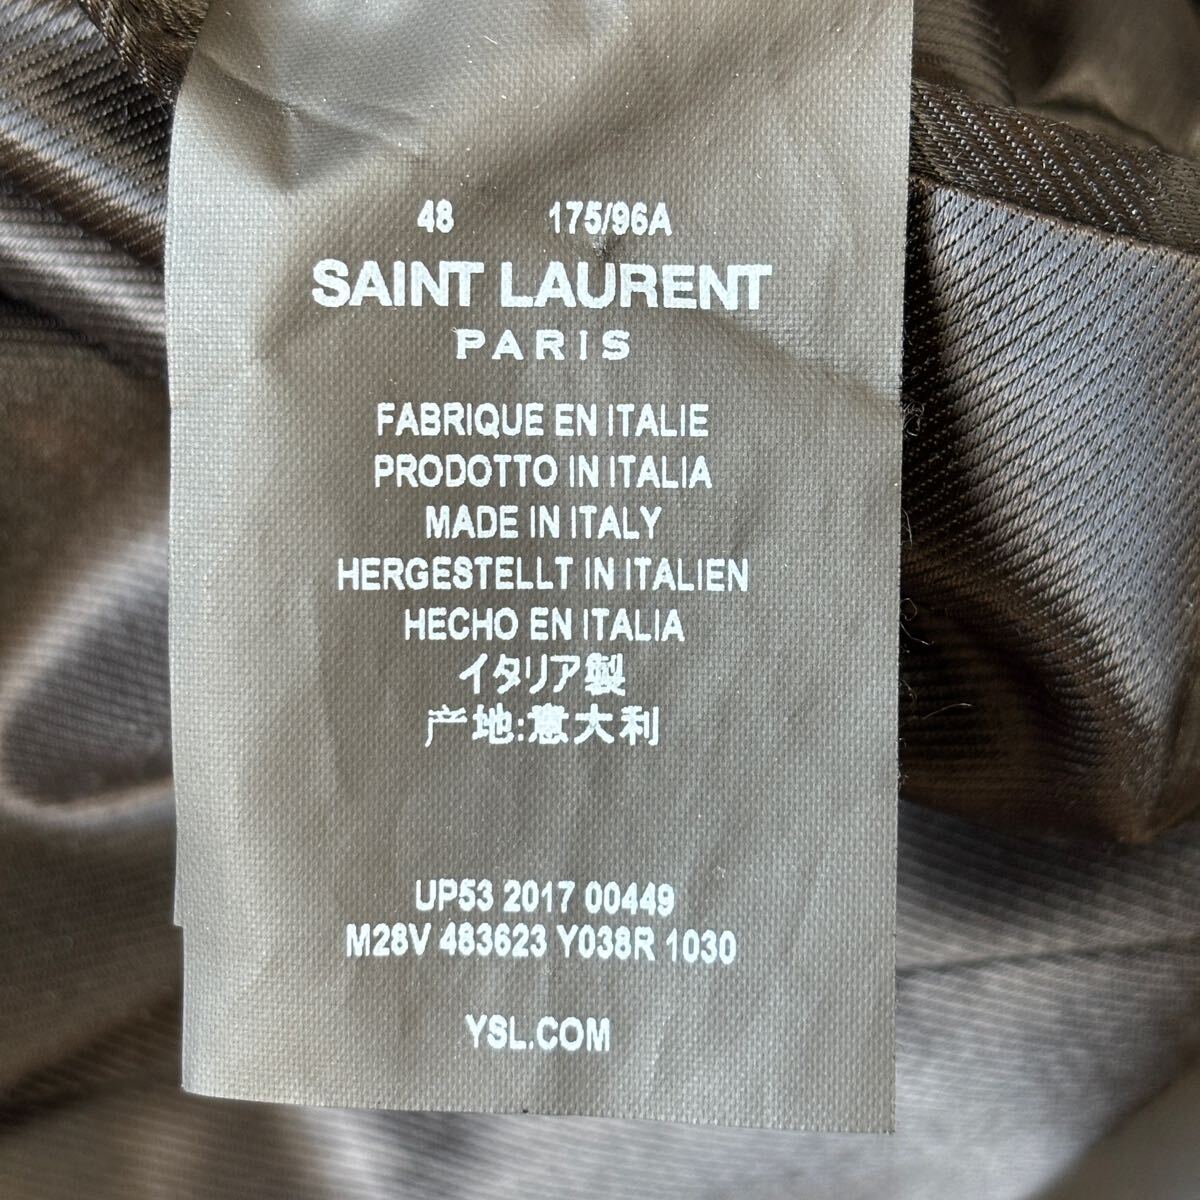 48 175/96A
SAINT LAURENT
PARIS
FABRIQUE EN ITALIE
PRODOTTO IN ITALIA
MADE IN ITALY
HERGESTELLT IN ITALIEN
HECHO EN ITALIA
イタリア製
产地:意大利
UP53 2017 00449
M28V 483623 Y038R 1030
YSL.COM